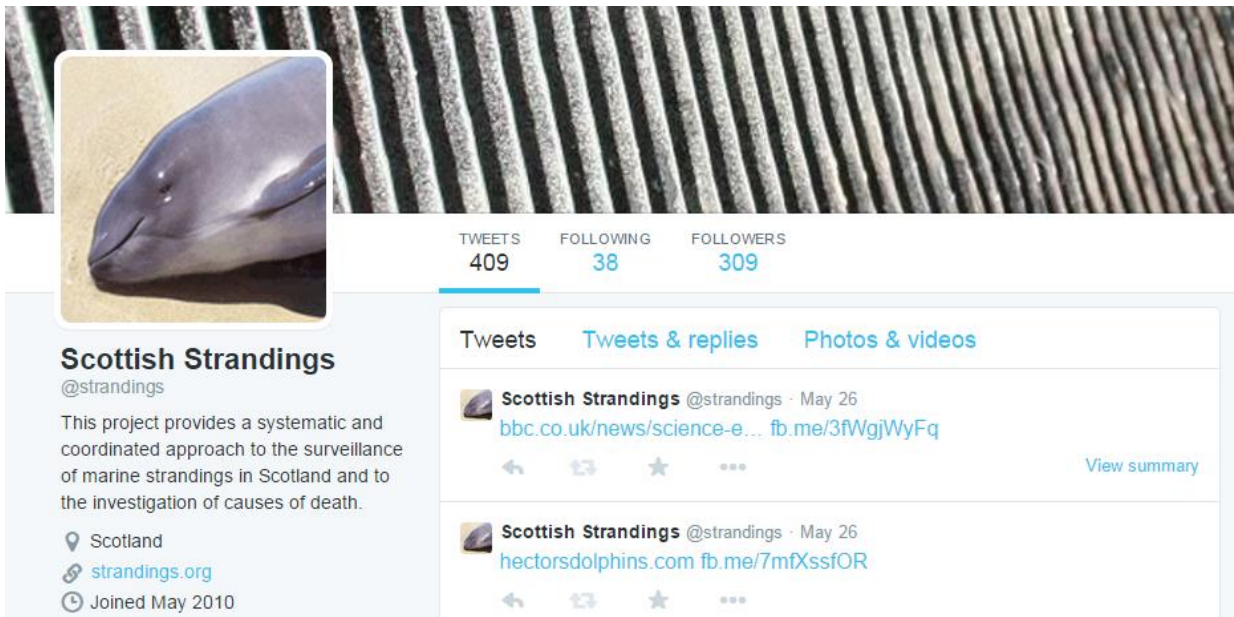 TWEETS FOLLOWING FOLLOWERS
409 38 309
Scottish Strandings
@strandings
This project provides a systematic and
coordinated approach to the surveillance
of marine strandings in Scotland and to
the investigation of causes of death.
Scotland
strandings.org
Joined May 2010
Tweets Tweets & replies Photos & videos
Scottish Strandings @strandings · May 26
bbc.co.uk/news/science-e... fb.me/3fWgjWyFq
View summary
Scottish Strandings @strandings · May 26
hectorsdolphins.com fb.me/7mfXssfOR